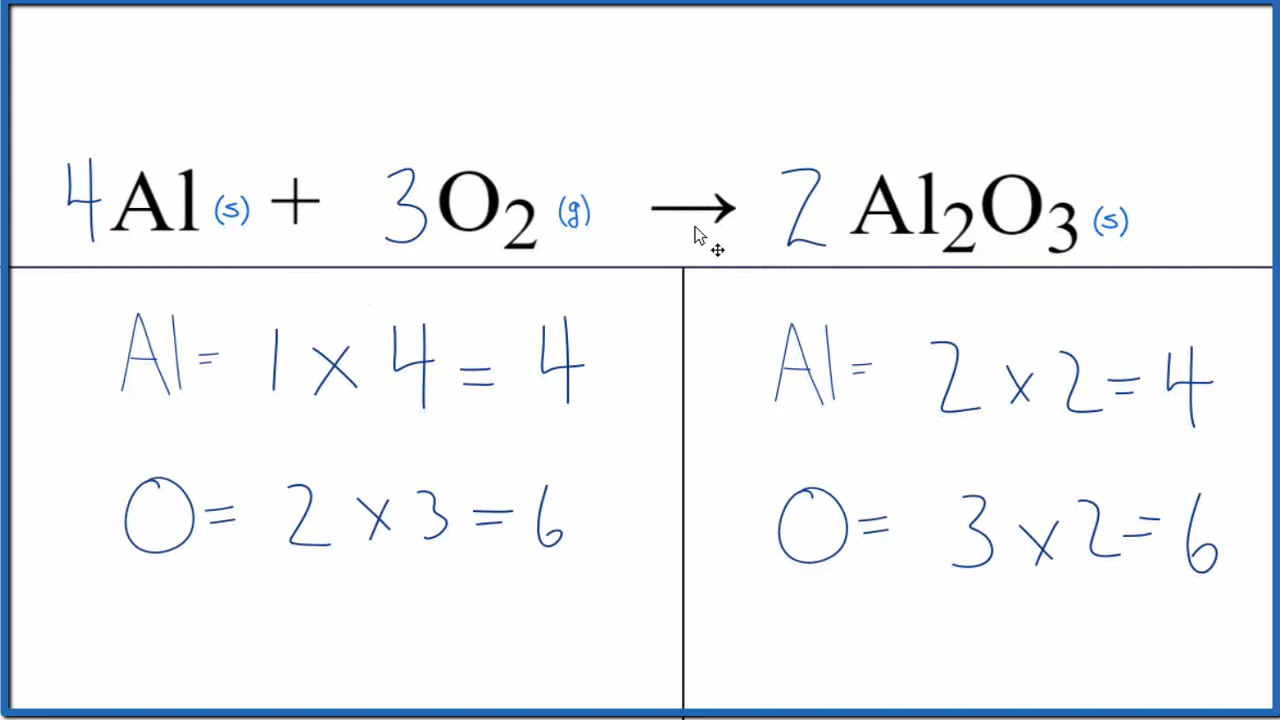 4Al (s) + 3O₂ (g) → 2Al₂O₃ (s)
Al = 1 x 4 = 4
O = 2 x 3 = 6
Al = 2 x 2 = 4
O = 3 x 2 = 6